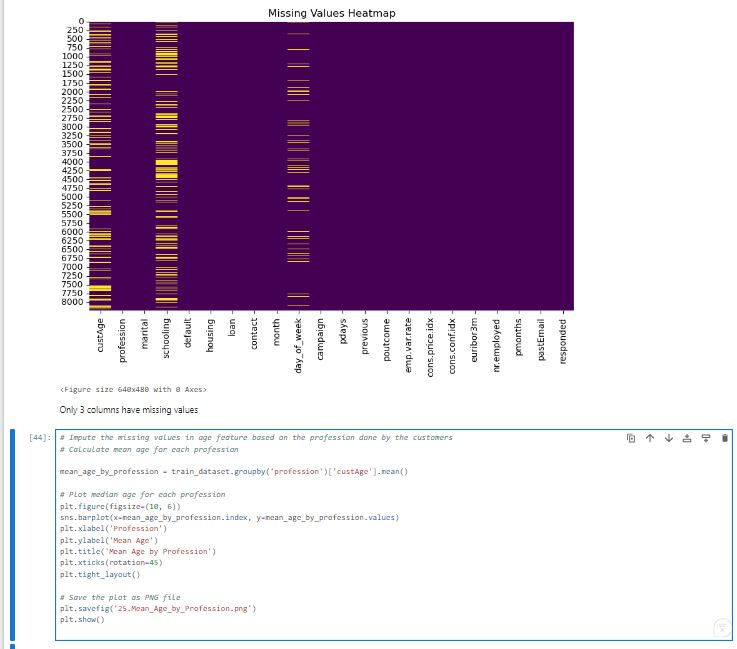 Missing Values Heatmap
0
250
500
750
1000
1250
1500
1750
2000
2250
2500
2750
3000
3250
3500
3750
4000
4250
4500
4750
5000
5250
5500
5750
6000
6250
6500
6750
7000
7250
7500
7750
8000
custAge
profession
marital
schooling
default
housing
loan
contact
month
day_of_week
campaign
pdays
previous
poutcome
emp.var.rate
cons.price.idx
cons.conf.idx
euribor3m
nr.employed
pmonths
pastEmail
responded
<Figure size 640x480 with 0 Axes>
Only 3 columns have missing values
[44]: # Impute the missing values in age feature based on the profession done by the customers
# Calculate mean age for each profession
mean_age_by_profession = train_dataset.groupby('profession')['custAge'].mean()
# Plot median age for each profession
plt.figure(figsize=(10, 6))
sns.barplot(x=mean_age_by_profession.index, y=mean_age_by_profession.values)
plt.xlabel('Profession')
plt.ylabel('Mean Age')
plt.title('Mean Age by Profession')
plt.xticks(rotation=45)
plt.tight_layout()
# Save the plot as PNG file
plt.savefig('25.Mean_Age_by_Profession.png')
plt.show()